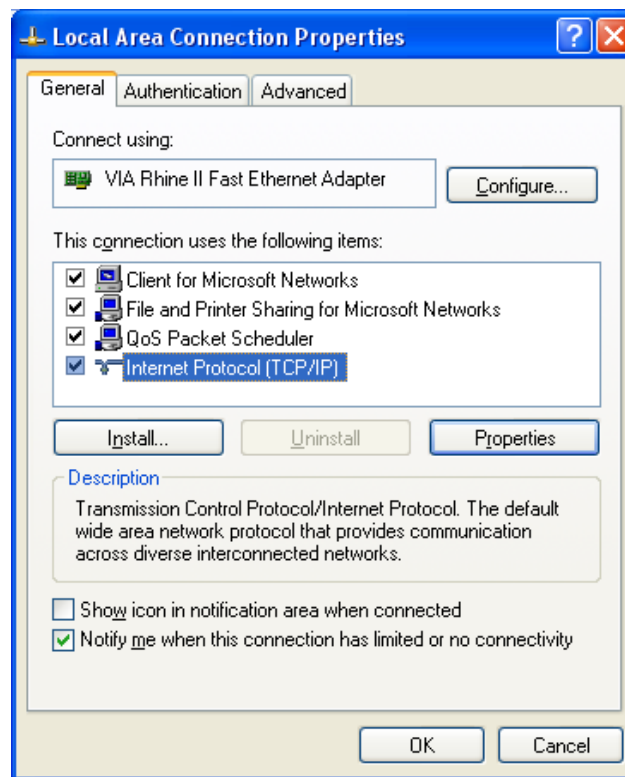 Local Area Connection Properties
General Authentication Advanced
Connect using:
VIA Rhine II Fast Ethernet Adapter
Configure...
This connection uses the following items:
Client for Microsoft Networks
File and Printer Sharing for Microsoft Networks
QoS Packet Scheduler
Internet Protocol (TCP/IP)
Install... Uninstall Properties
Description
Transmission Control Protocol/Internet Protocol. The default
wide area network protocol that provides communication
across diverse interconnected networks.
Show icon in notification area when connected
Notify me when this connection has limited or no connectivity
OK Cancel